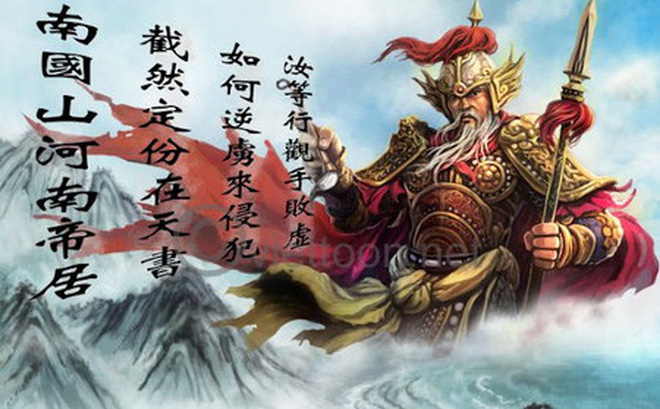 南國山河南帝居
截然定份在天書
如何逆虜來侵犯
汝等行觀手敗虛